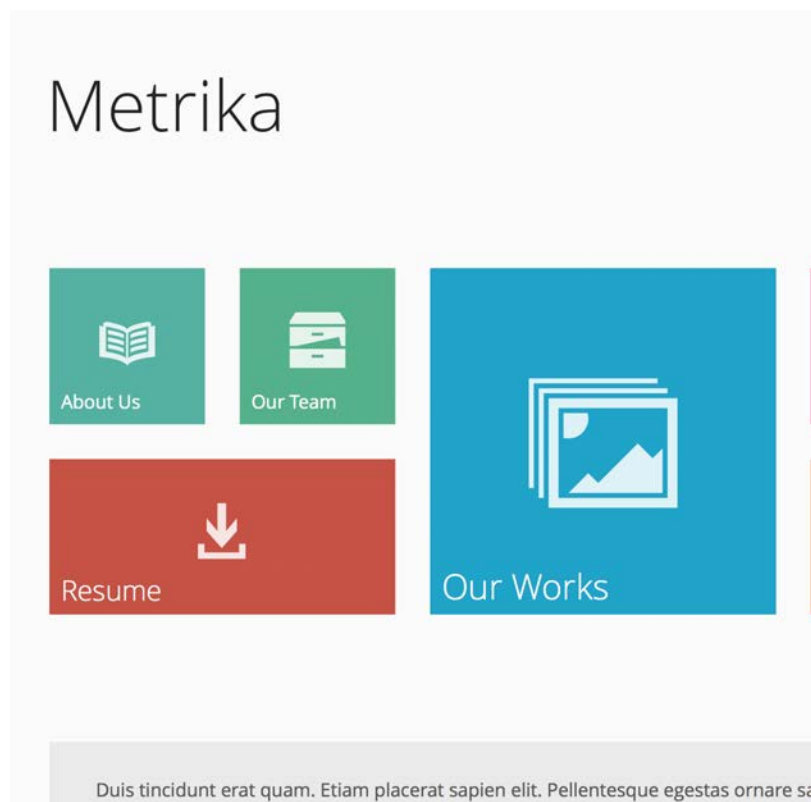 Metrika
About Us
Our Team
Resume
Our Works
Duis tincidunt erat quam. Etiam placerat sapien elit. Pellentesque egestas ornare